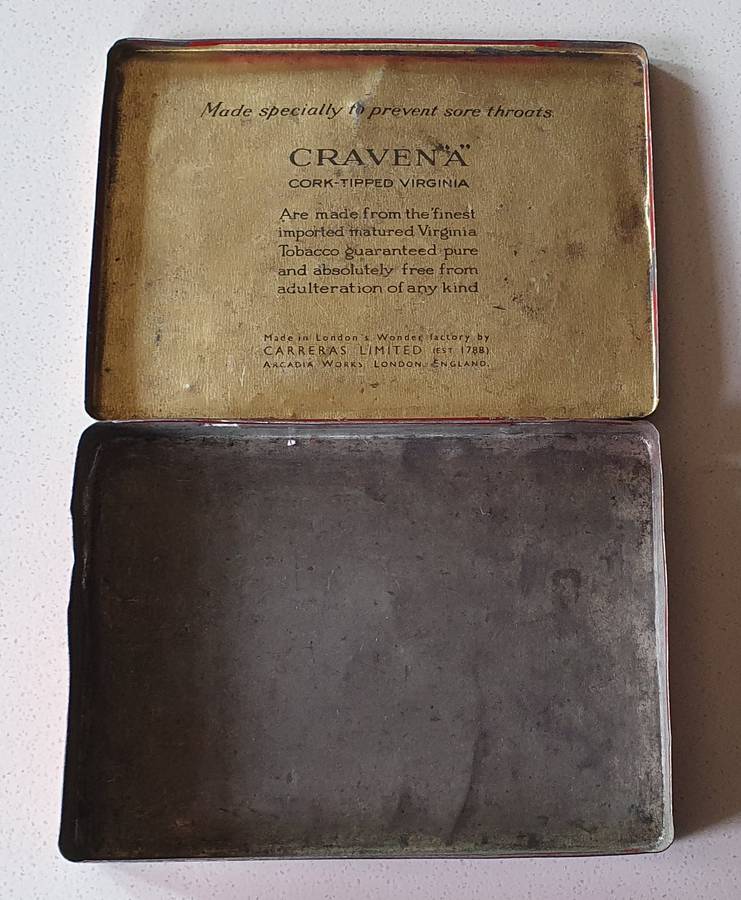 Made specially to prevent sore throats
CRAVEN "A"
CORK-TIPPED VIRGINIA
Are made from the finest
imported matured Virginia
Tobacco guaranteed pure
and absolutely free from
adulteration of any kind
Made in London's Wonder factory by
CARRERAS LIMITED (EST. 1788)
ARCADIA WORKS, LONDON, ENGLAND.